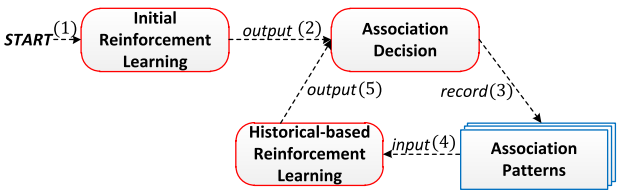 START (1)
Initial
Reinforcement
Learning
output (2)
Association
Decision
record (3)
Association
Patterns
input (4)
Historical-based
Reinforcement
Learning
output (5)